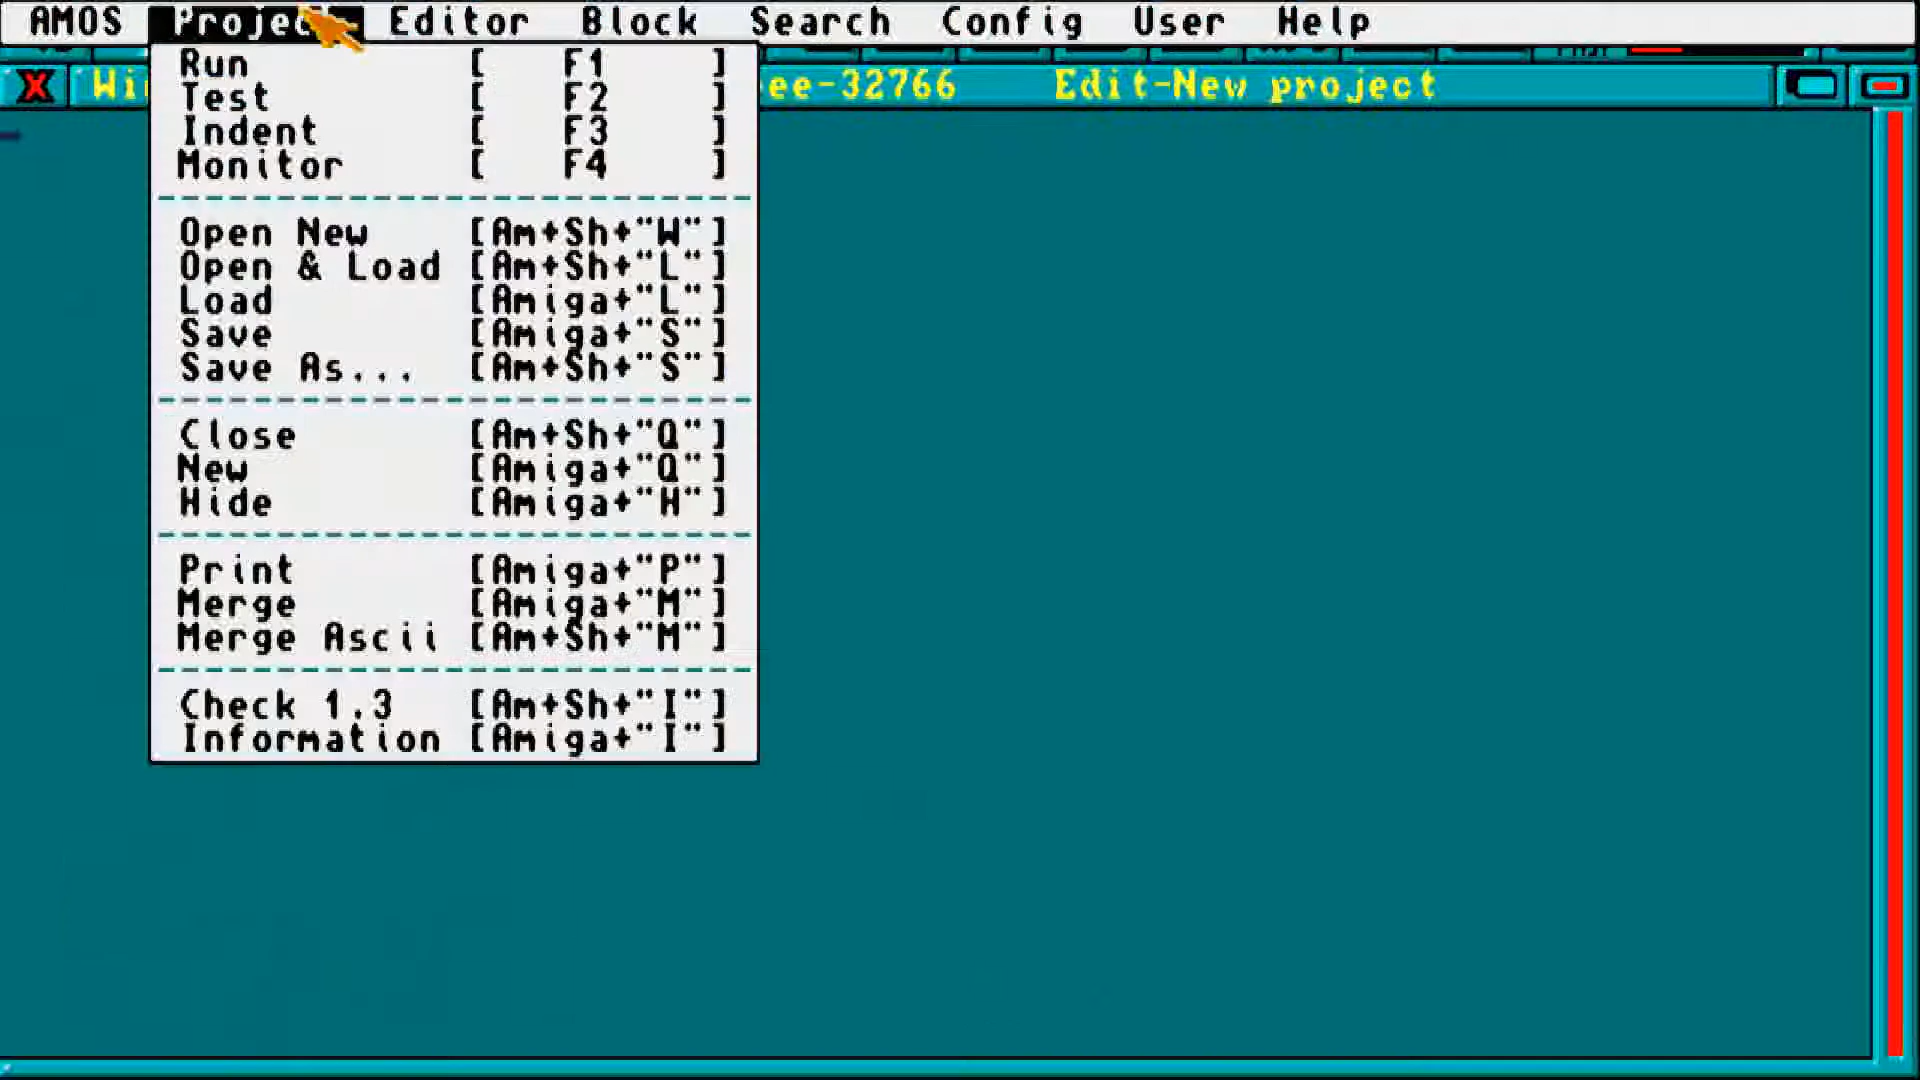 AMOS Project Editor Block Search Config User Help
X Wi ee-32766 Edit-New project
Run [ F1 ]
Test [ F2 ]
Indent [ F3 ]
Monitor [ F4 ]
Open New [Am+Sh+"W"]
Open & Load [Am+Sh+"L"]
Load [Amiga+"L"]
Save [Amiga+"S"]
Save As... [Am+Sh+"S"]
Close [Am+Sh+"Q"]
New [Amiga+"Q"]
Hide [Amiga+"H"]
Print [Amiga+"P"]
Merge [Amiga+"M"]
Merge Ascii [Am+Sh+"M"]
Check 1.3 [Am+Sh+"I"]
Information [Amiga+"I"]